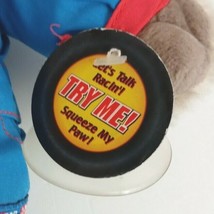 Let's Talk
Racin'!
TRY ME!
Squeeze My
Paw!